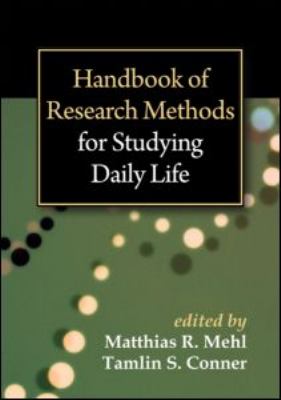 Handbook of
Research Methods
for Studying
Daily Life
edited by
Matthias R. Mehl
Tamlin S. Conner